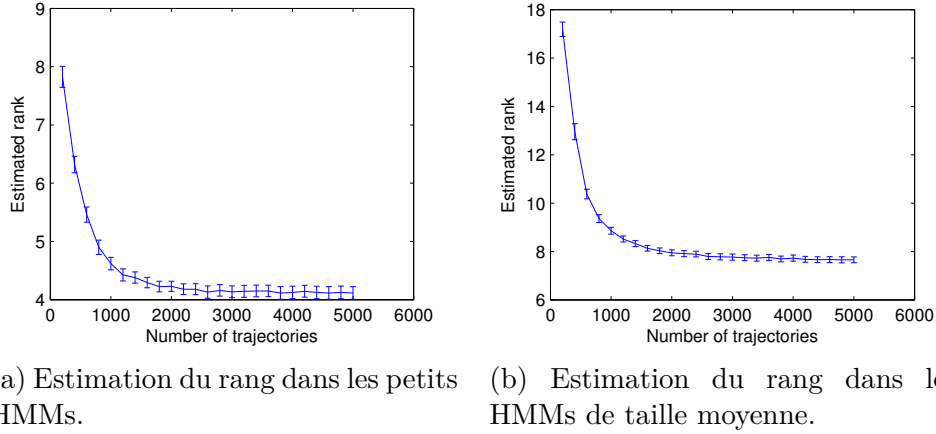 9
8
7
6
5
4
0 1000 2000 3000 4000 5000 6000
Estimated rank
Number of trajectories
18
16
14
12
10
8
6
0 1000 2000 3000 4000 5000 6000
Estimated rank
Number of trajectories
a) Estimation du rang dans les petits
HMMs.
(b) Estimation du rang dans le
HMMs de taille moyenne.